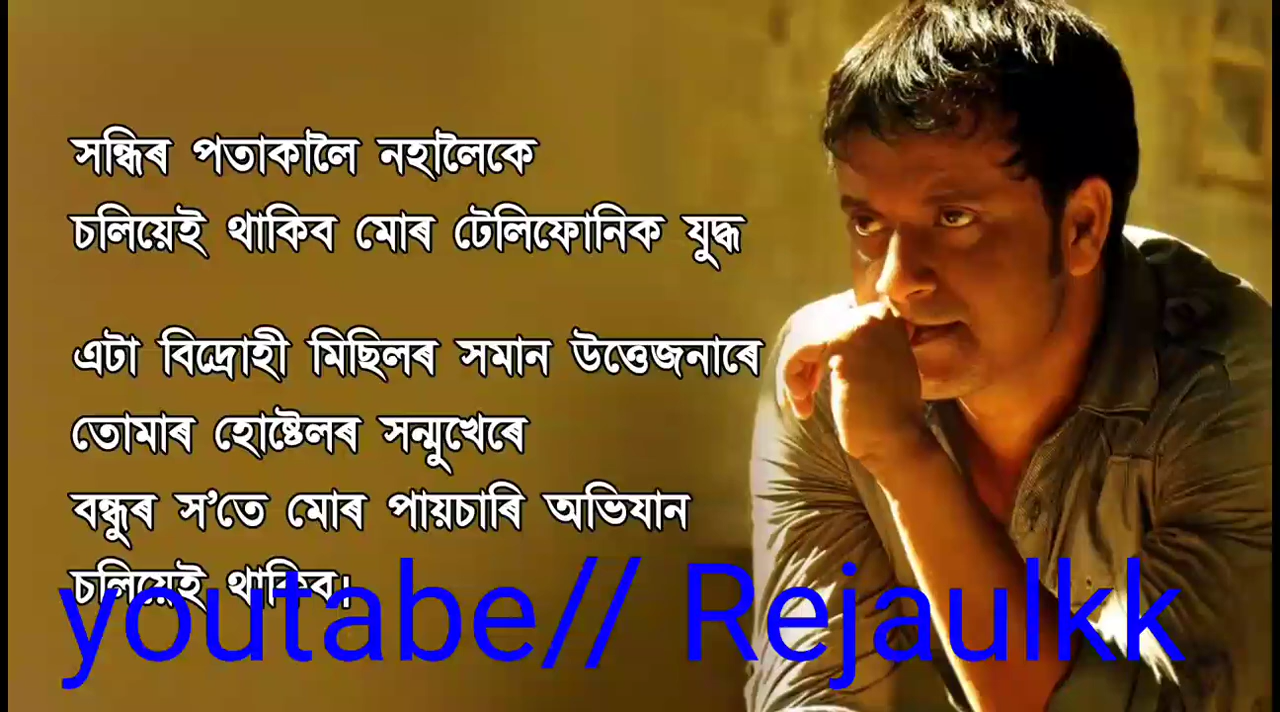 সন্ধিৰ পতাকালৈ নহালৈকে
চলিয়েই থাকিব মোৰ টেলিফোনিক যুদ্ধ
এটা বিদ্ৰোহী মিছিলৰ সমান উত্তেজনাৰে
তোমাৰ হোষ্টেলৰ সন্মুখেৰে
বন্ধুৰ স’তে মোৰ পায়চাৰি অভিযান
চলিয়েই থাকিব।
youtabe// Rejaulkk